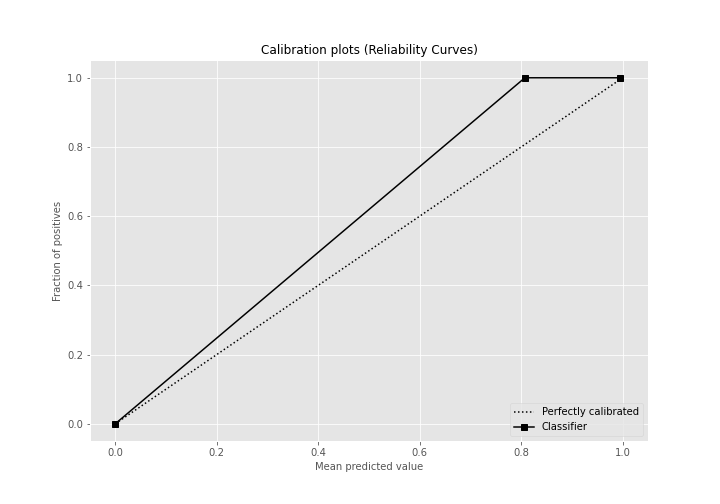 Calibration plots (Reliability Curves)
1.0
0.8
0.6
0.4
0.2
0.0
Fraction of positives
Perfectly calibrated
Classifier
0.0 0.2 0.4 0.6 0.8 1.0
Mean predicted value